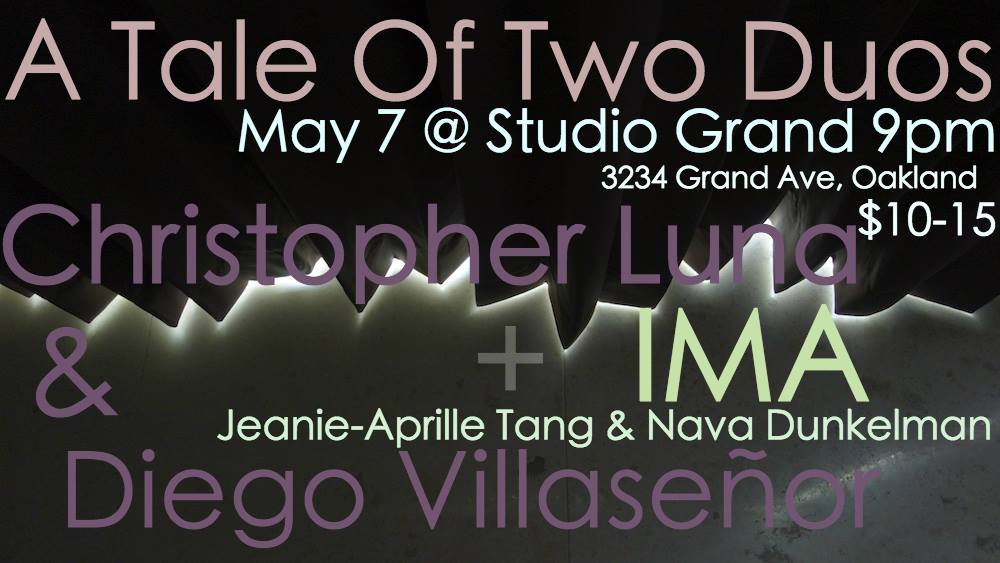 A Tale Of Two Duos
May 7 @ Studio Grand 9pm
3234 Grand Ave, Oakland
$10-15
Christopher Luna
&
Diego Villaseñor
+
IMA
Jeanie-Aprille Tang & Nava Dunkelman